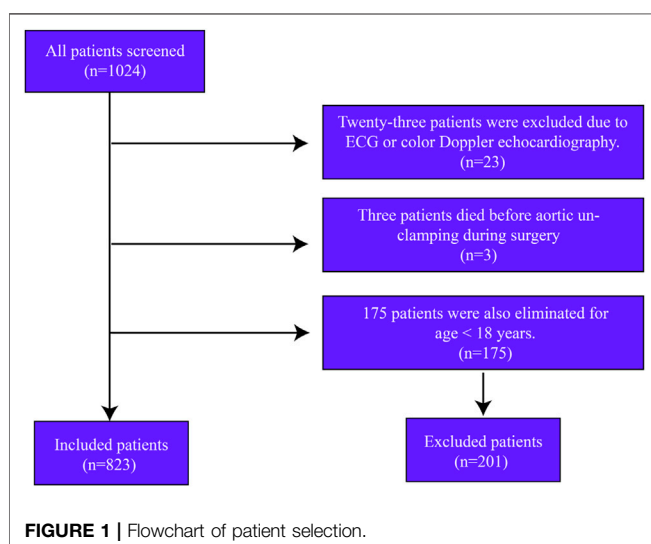 All patients screened
(n=1024)
Twenty-three patients were excluded due to
ECG or color Doppler echocardiography.
(n=23)
Three patients died before aortic un-
clamping during surgery
(n=3)
175 patients were also eliminated for
age < 18 years.
(n=175)
Included patients
(n=823)
Excluded patients
(n=201)
FIGURE 1 | Flowchart of patient selection.